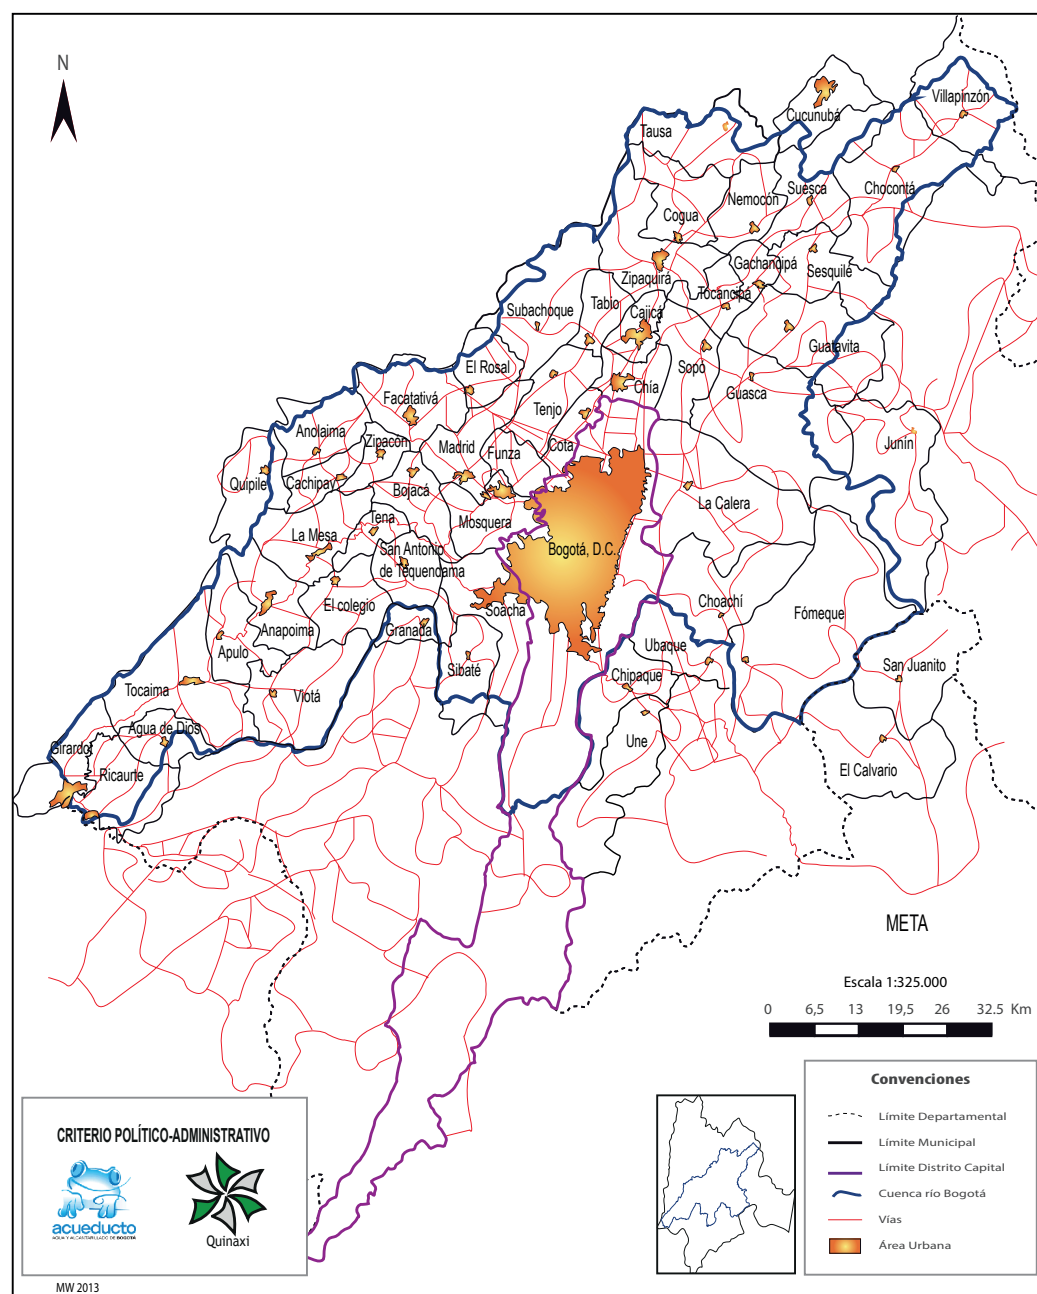 N
Villapinzón
Cucunubá
Tausa
Suesca
Chocontá
Nemocón
Cogua
Gachancipá
Sesquilé
Zipaquirá
Tocancipá
Tabio
Subachoque
Cajicá
Guatavita
El Rosal
Sopó
Chía
Guasca
Facatativá
Tenjo
Anolaima
Zipacón
Madrid
Funza
Cota
Junín
Quipile
Cachipay
Bojacá
La Calera
Tena
Mosquera
La Mesa
San Antonio
de Tequendama
Bogotá, D.C.
El colegio
Soacha
Choachí
Fómeque
Anapoima
Granada
Apulo
Sibaté
Ubaque
San Juanito
Chipaque
Tocaima
Viotá
Agua de Dios
Une
Girardot
Ricaurte
El Calvario
META
Escala 1:325.000
0 6,5 13 19,5 26 32.5 Km
Convenciones
Límite Departamental
Límite Municipal
Límite Distrito Capital
Cuenca río Bogotá
Vías
Área Urbana
CRITERIO POLÍTICO-ADMINISTRATIVO
acueducto
AGUA Y ALCANTARILLADO DE BOGOTÁ
Quinaxi
MW 2013